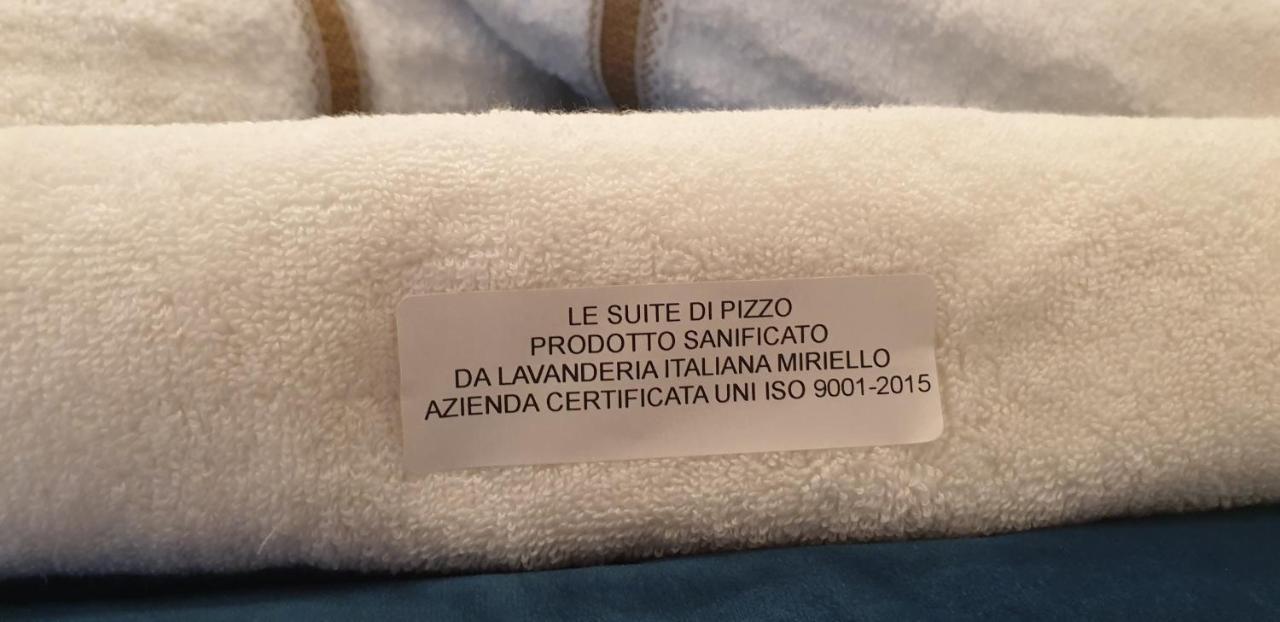 LE SUITE DI PIZZO
PRODOTTO SANIFICATO
DA LAVANDERIA ITALIANA MIRIELLO
AZIENDA CERTIFICATA UNI ISO 9001-2015